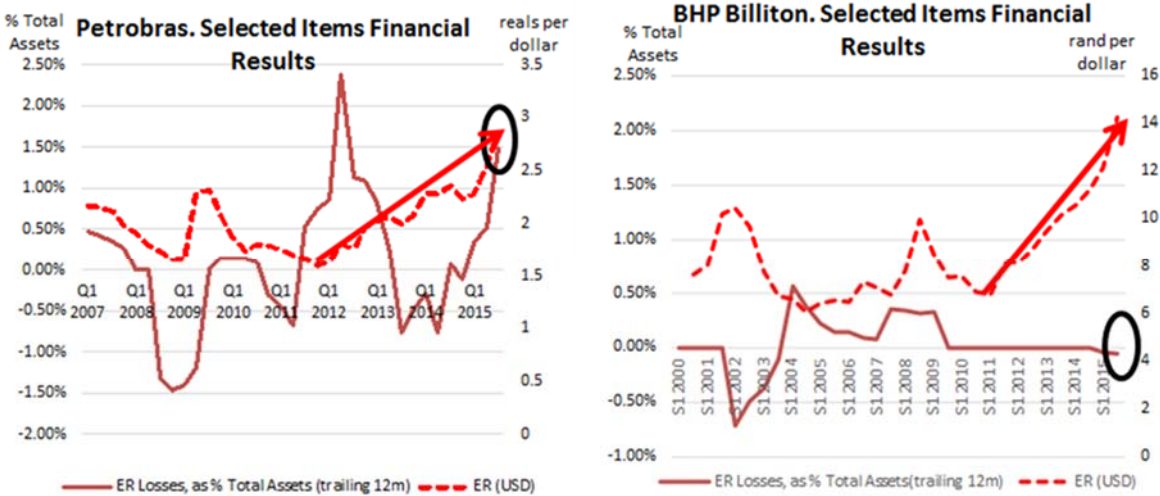 % Total
Assets
Petrobras. Selected Items Financial
Results
reals per
dollar
2.50%
2.00%
1.50%
1.00%
0.50%
0.00%
-0.50%
-1.00%
-1.50%
-2.00%
3.5
3
2.5
2
1.5
1
0.5
0
Q1 Q1 Q1 Q1 Q1 Q1 Q1 Q1 Q1
2007 2008 2009 2010 2011 2012 2013 2014 2015
ER Losses, as % Total Assets (trailing 12m)
ER (USD)
BHP Billiton. Selected Items Financial
Results
% Total
Assets
rand per
dollar
2.50%
2.00%
1.50%
1.00%
0.50%
0.00%
-0.50%
-1.00%
16
14
12
10
8
6
4
2
0
S1 2000
S1 2001
S1 2002
S1 2003
S1 2004
S1 2005
S1 2006
S1 2007
S1 2008
S1 2009
S1 2010
S1 2011
S1 2012
S1 2013
S1 2014
S1 2015
ER Losses, as % Total Assets(trailing 12m)
ER (USD)